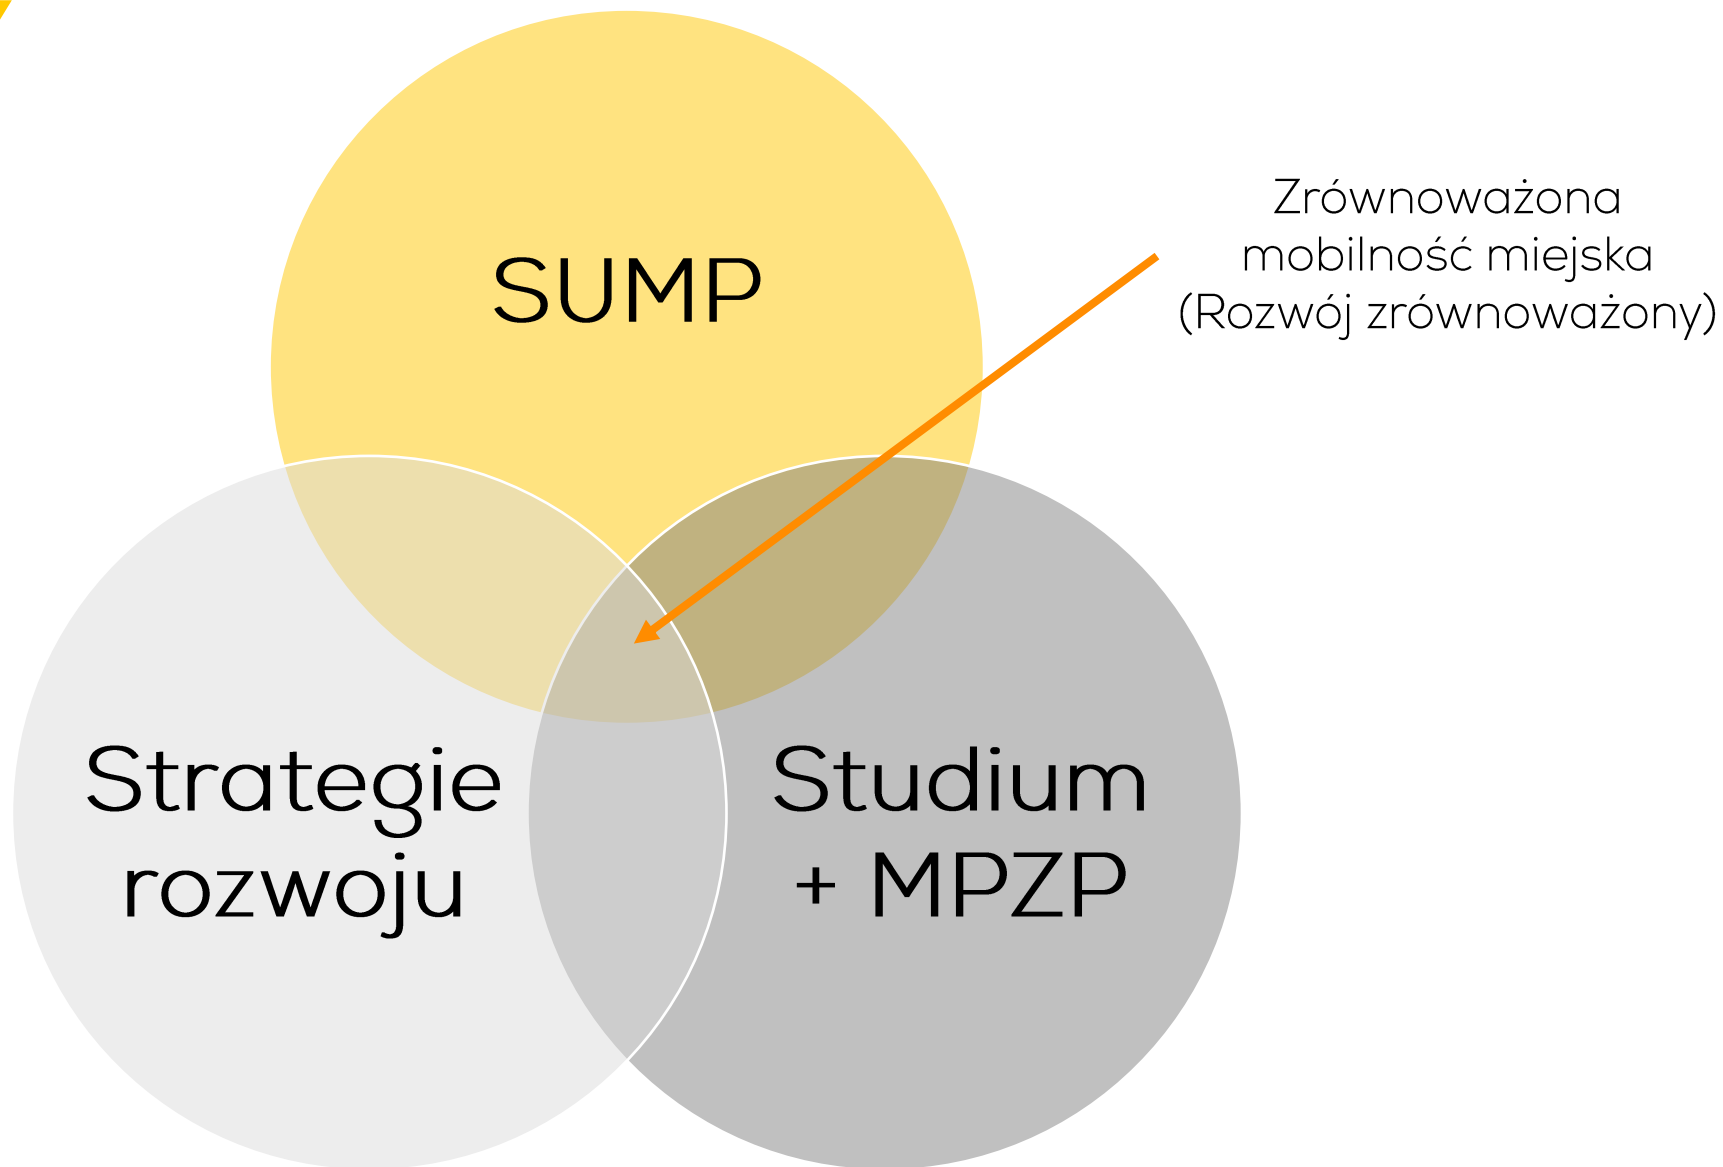 SUMP
Zrównoważona
mobilność miejska
(Rozwój zrównoważony)
Strategie
rozwoju
Studium
+ MPZP